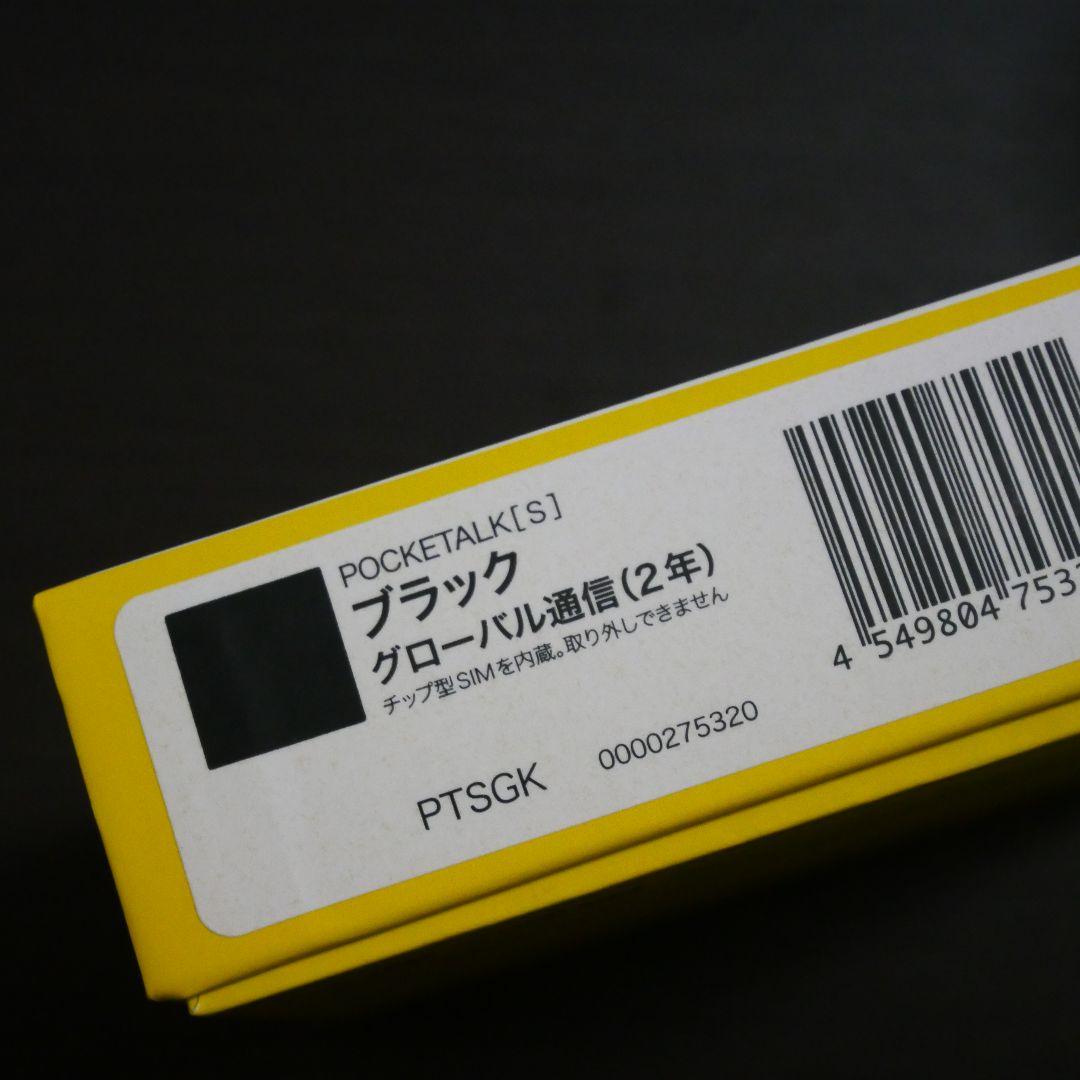 POCKETALK[S]
ブラック
グローバル通信(2年)
チップ型SIMを内蔵。取り外しできません
PTSGK
0000275320
4 549804 753